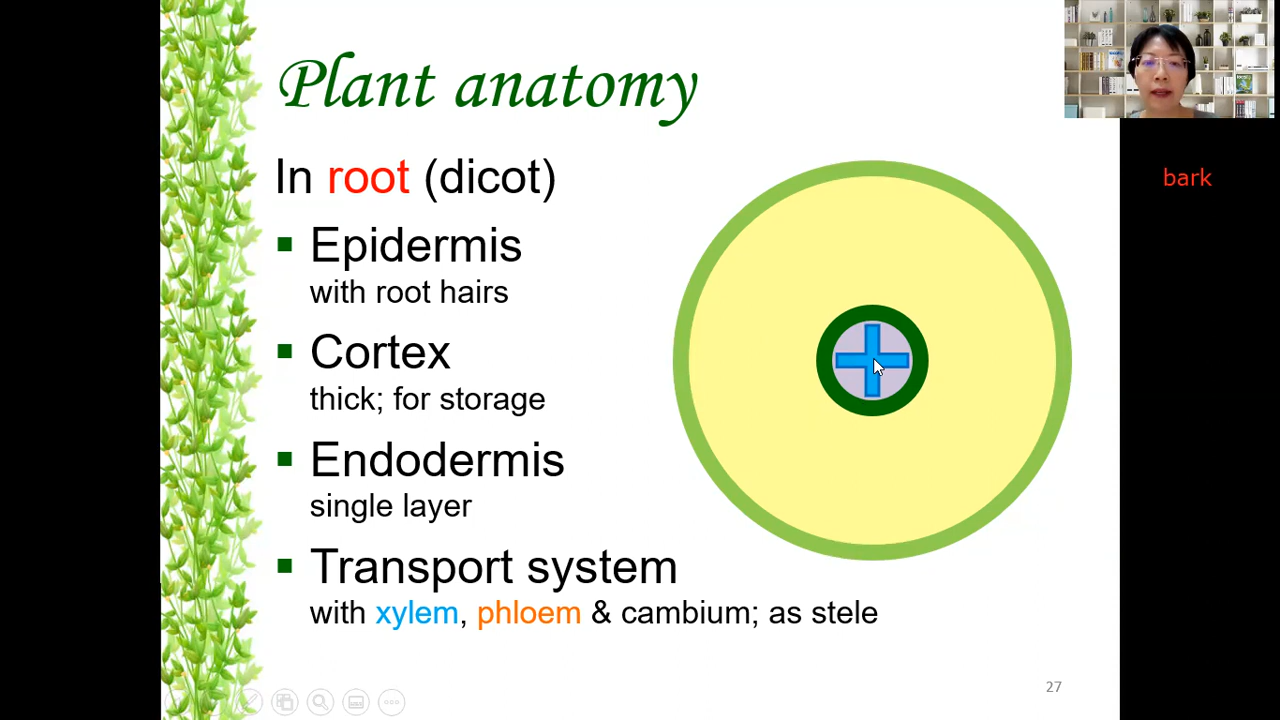 Plant anatomy
In root (dicot)
▪ Epidermis
with root hairs
▪ Cortex
thick; for storage
▪ Endodermis
single layer
▪ Transport system
with xylem, phloem & cambium; as stele
27
bark